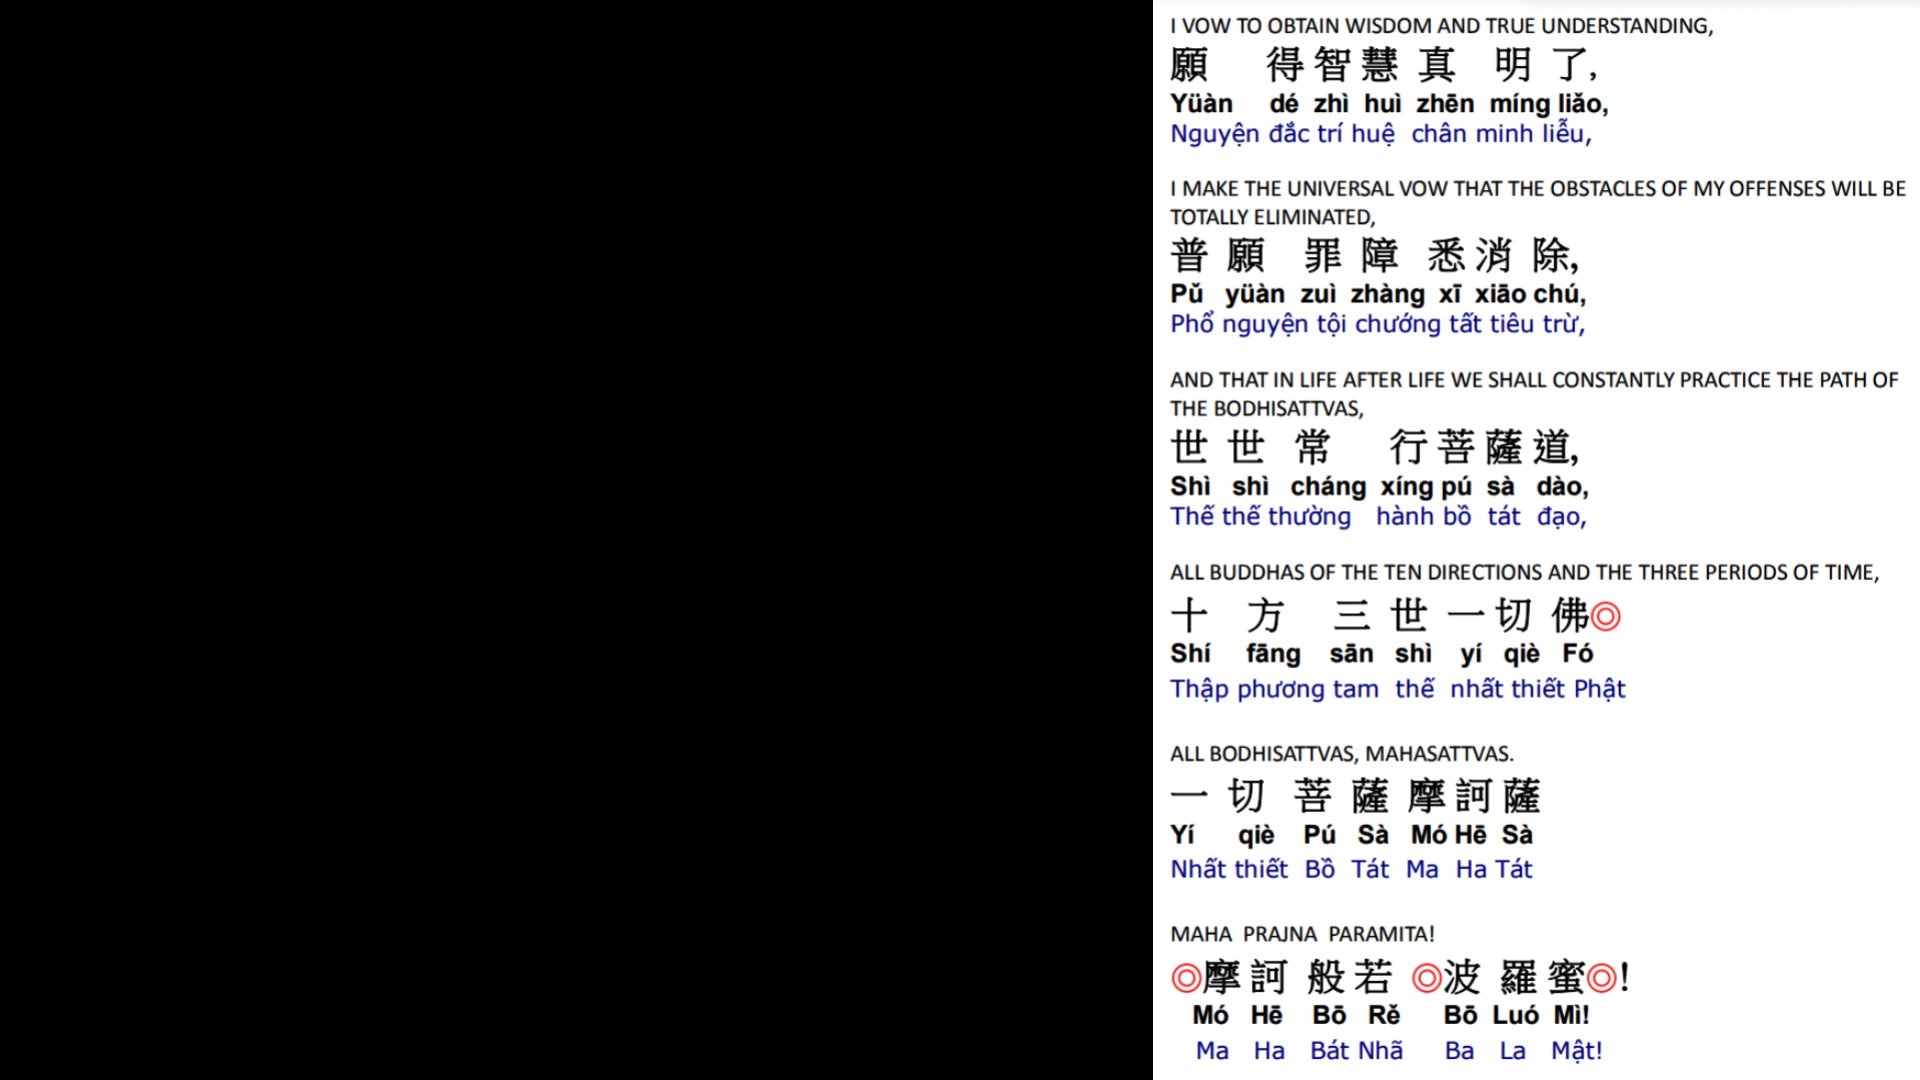 I VOW TO OBTAIN WISDOM AND TRUE UNDERSTANDING,
願 得 智 慧 真 明 了,
Yüàn dé zhì huì zhēn míng liǎo,
Nguyện đắc trí huệ chân minh liễu,
I MAKE THE UNIVERSAL VOW THAT THE OBSTACLES OF MY OFFENSES WILL BE
TOTALLY ELIMINATED,
普 願 罪 障 悉 消 除,
Pǔ yüàn zuì zhàng xī xiāo chú,
Phổ nguyện tội chướng tất tiêu trừ,
AND THAT IN LIFE AFTER LIFE WE SHALL CONSTANTLY PRACTICE THE PATH OF
THE BODHISATTVAS,
世 世 常 行 菩 薩 道,
Shì shì cháng xíng pú sà dào,
Thế thế thường hành bồ tát đạo,
ALL BUDDHAS OF THE TEN DIRECTIONS AND THE THREE PERIODS OF TIME,
十 方 三 世 一 切 佛◎
Shí fāng sān shì yí qiè Fó
Thập phương tam thế nhất thiết Phật
ALL BODHISATTVAS, MAHASATTVAS.
一 切 菩 薩 摩 訶 薩
Yí qiè Pú Sà Mó Hē Sà
Nhất thiết Bồ Tát Ma Ha Tát
MAHA PRAJNA PARAMITA!
◎摩 訶 般 若 ◎波 羅 蜜◎!
Mó Hē Bō Rě Bō Luó Mì!
Ma Ha Bát Nhã Ba La Mật!